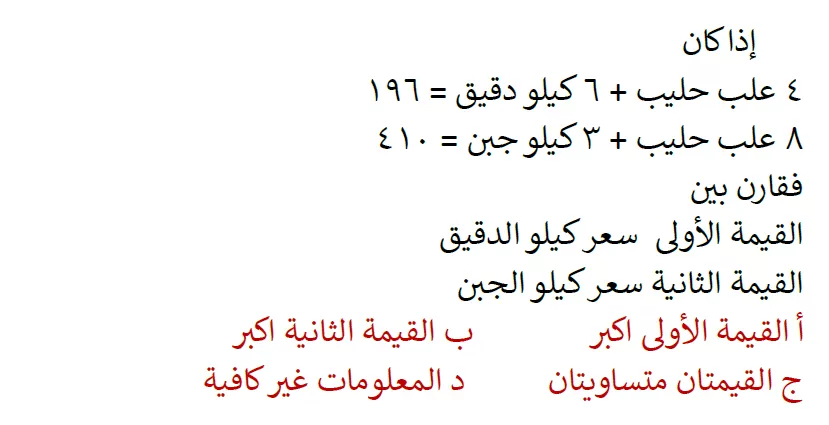 إذا كان
٤ علب حليب + ٦ كيلو دقيق = ١٩٦
٨ علب حليب + ٣ كيلو جبن = ٤١٠
فقارن بين
القيمة الأولى سعر كيلو الدقيق
القيمة الثانية سعر كيلو الجبن
أ القيمة الأولى اكبر ب القيمة الثانية اكبر
ج القيمتان متساويتان د المعلومات غير كافية